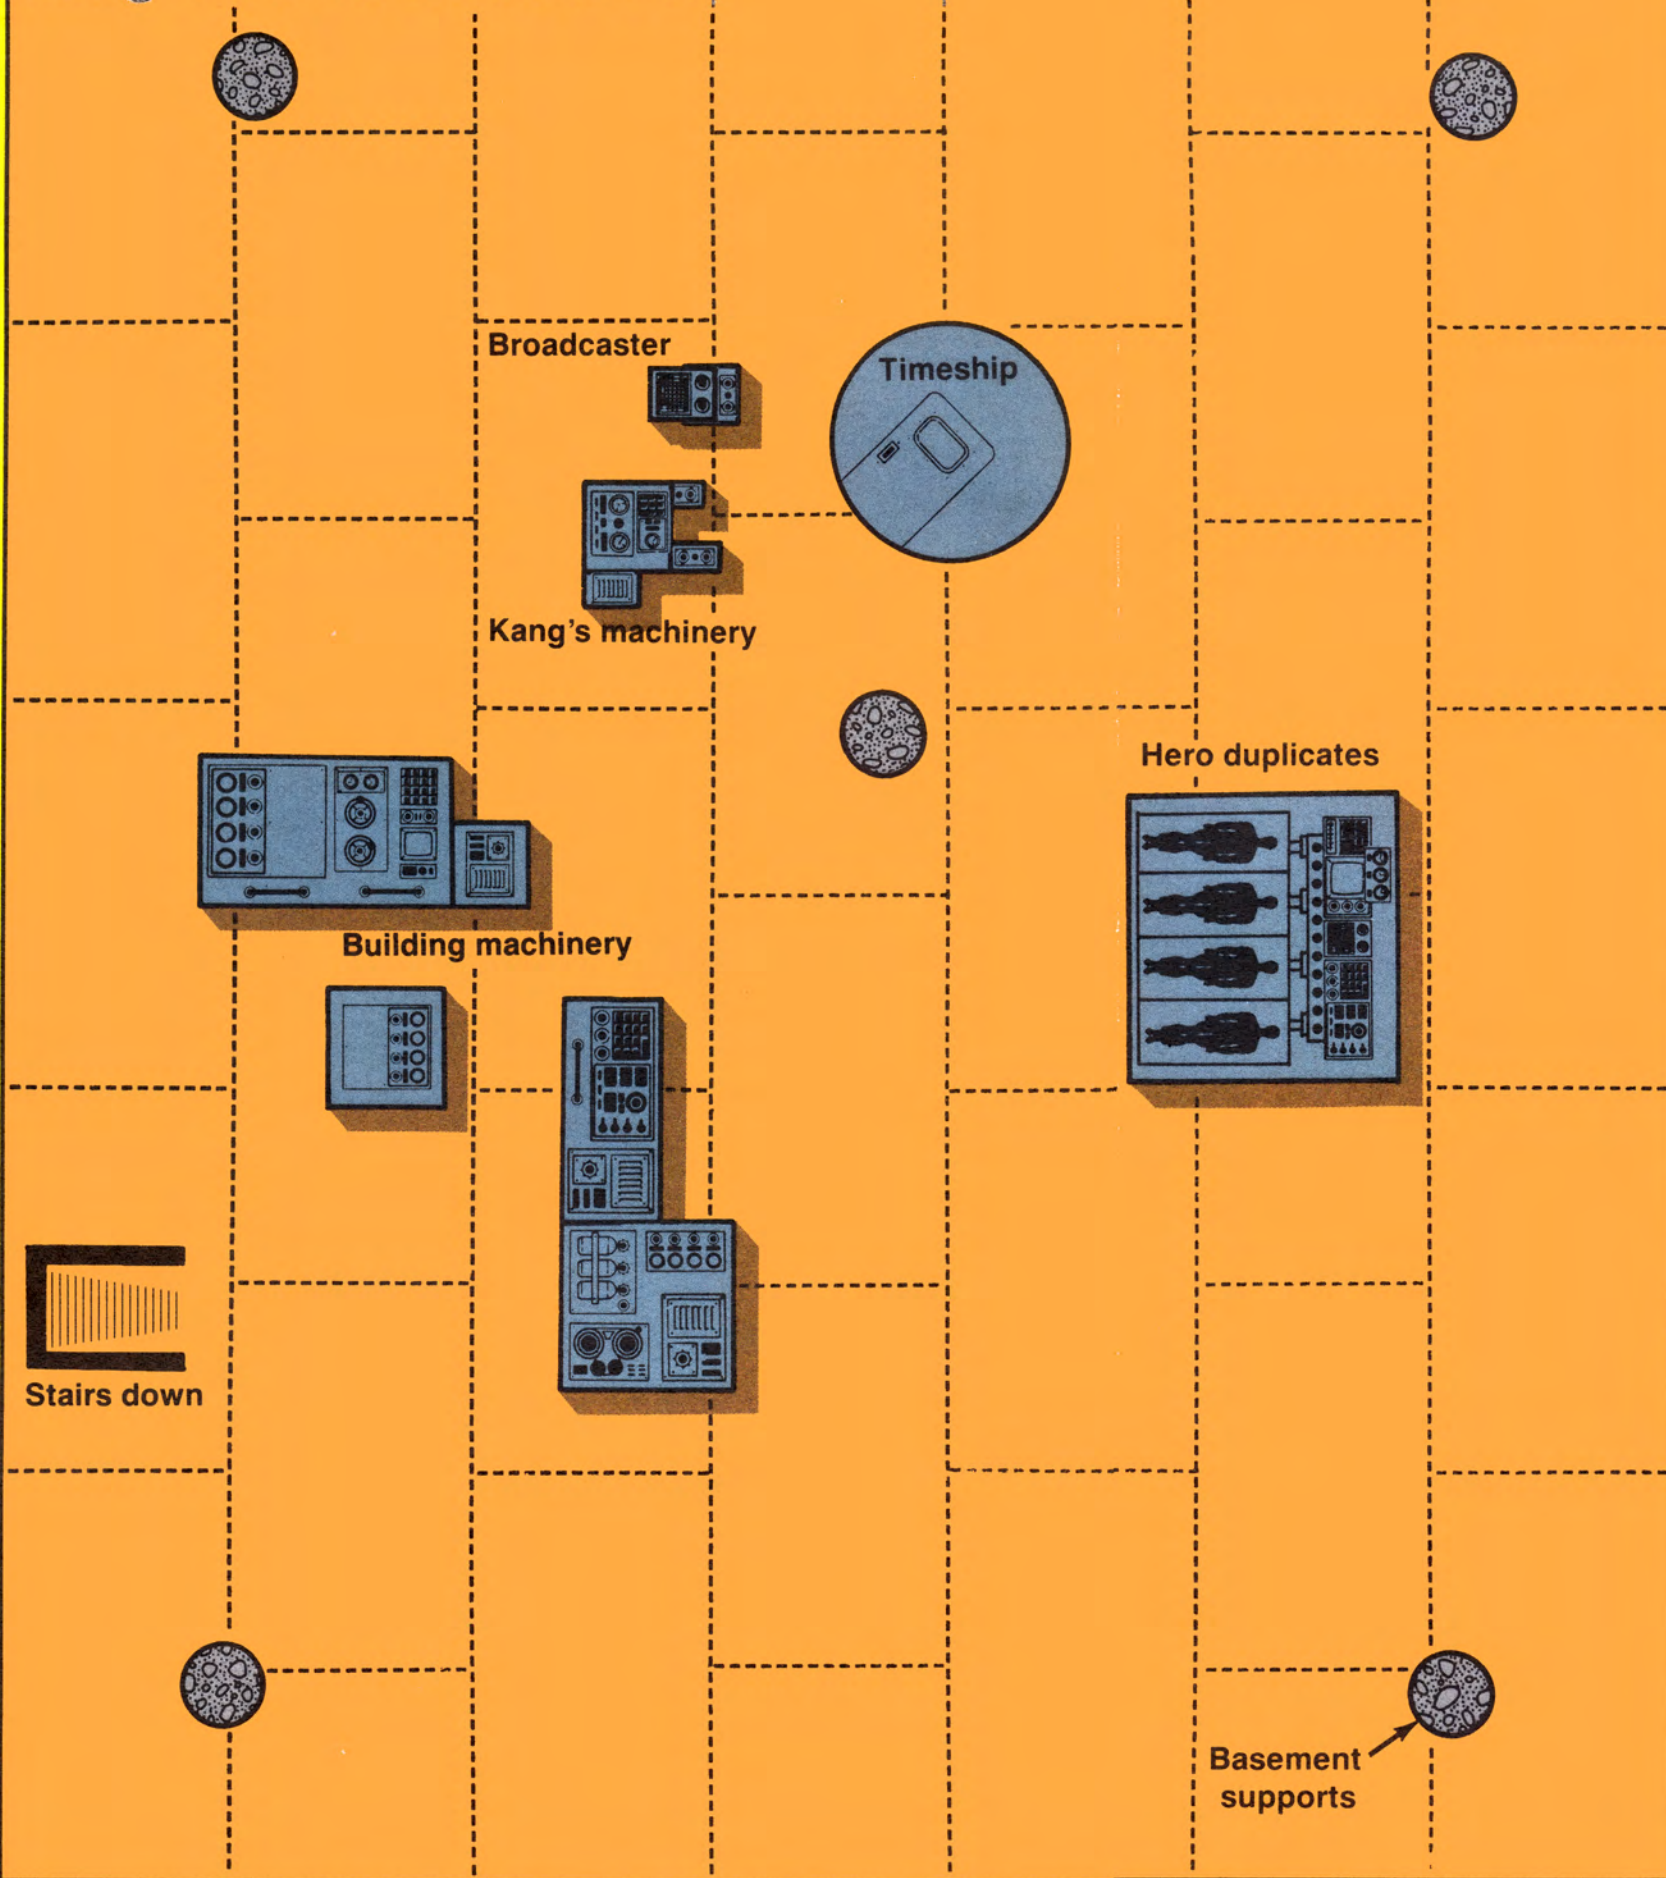 Broadcaster
Timeship
Kang's machinery
Hero duplicates
Building machinery
Stairs down
Basement
supports